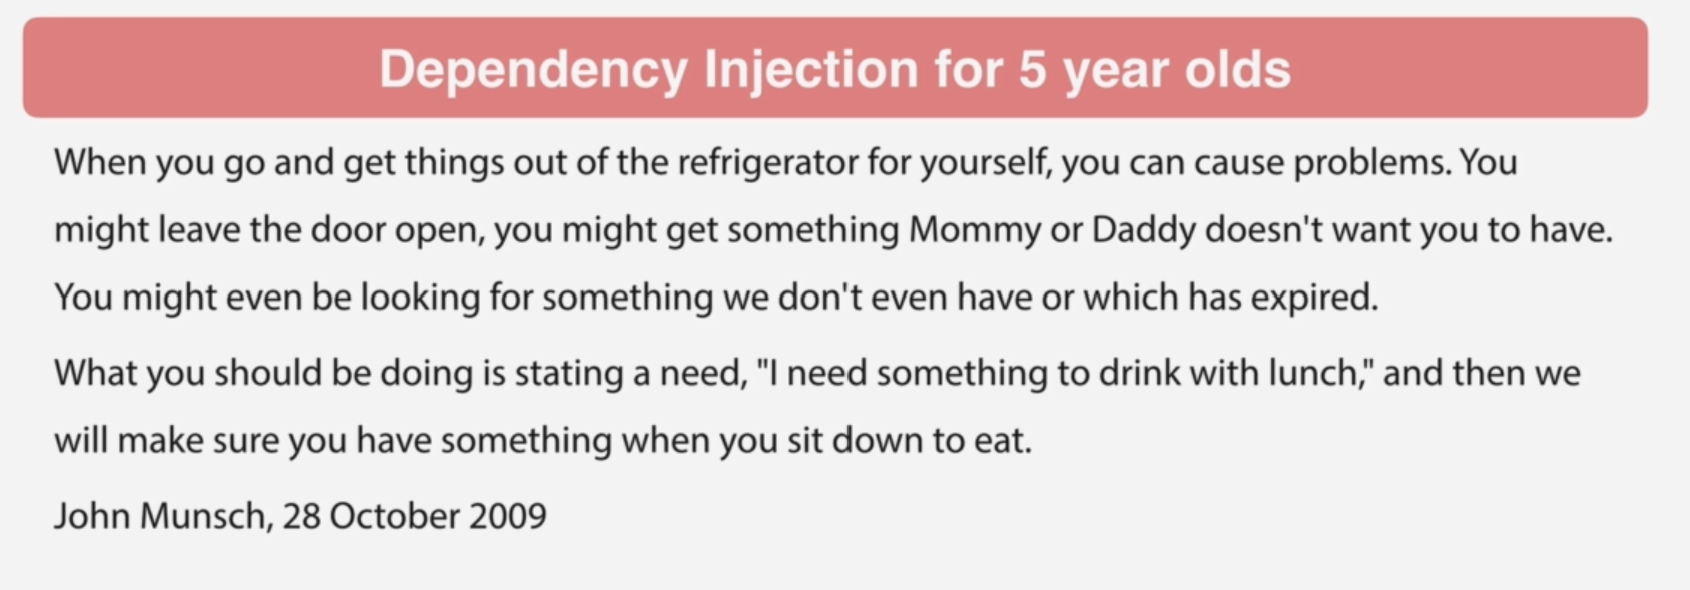 Dependency Injection for 5 year olds
When you go and get things out of the refrigerator for yourself, you can cause problems. You
might leave the door open, you might get something Mommy or Daddy doesn't want you to have.
You might even be looking for something we don't even have or which has expired.
What you should be doing is stating a need, "I need something to drink with lunch," and then we
will make sure you have something when you sit down to eat.
John Munsch, 28 October 2009